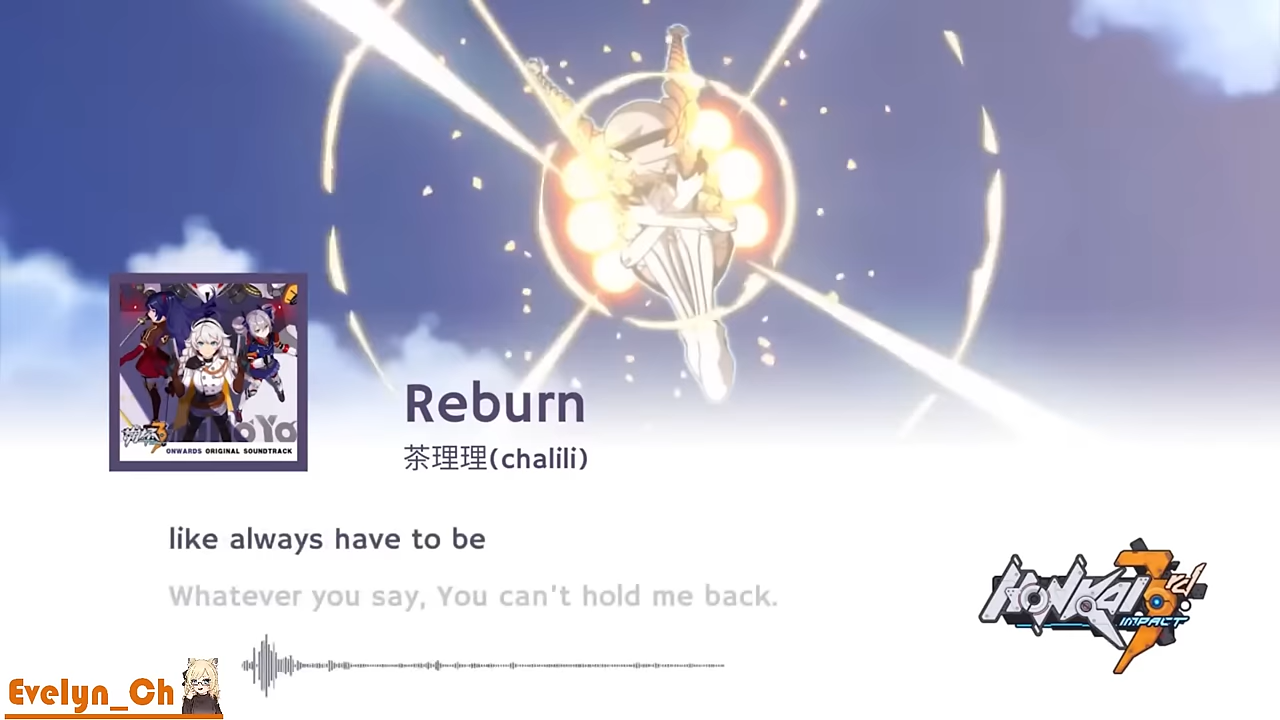 Reburn
茶理理(chalili)
ONWARDS ORIGINAL SOUNDTRACK
like always have to be
Whatever you say, You can't hold me back.
HONKAI 3rd
IMPACT
Evelyn_Ch